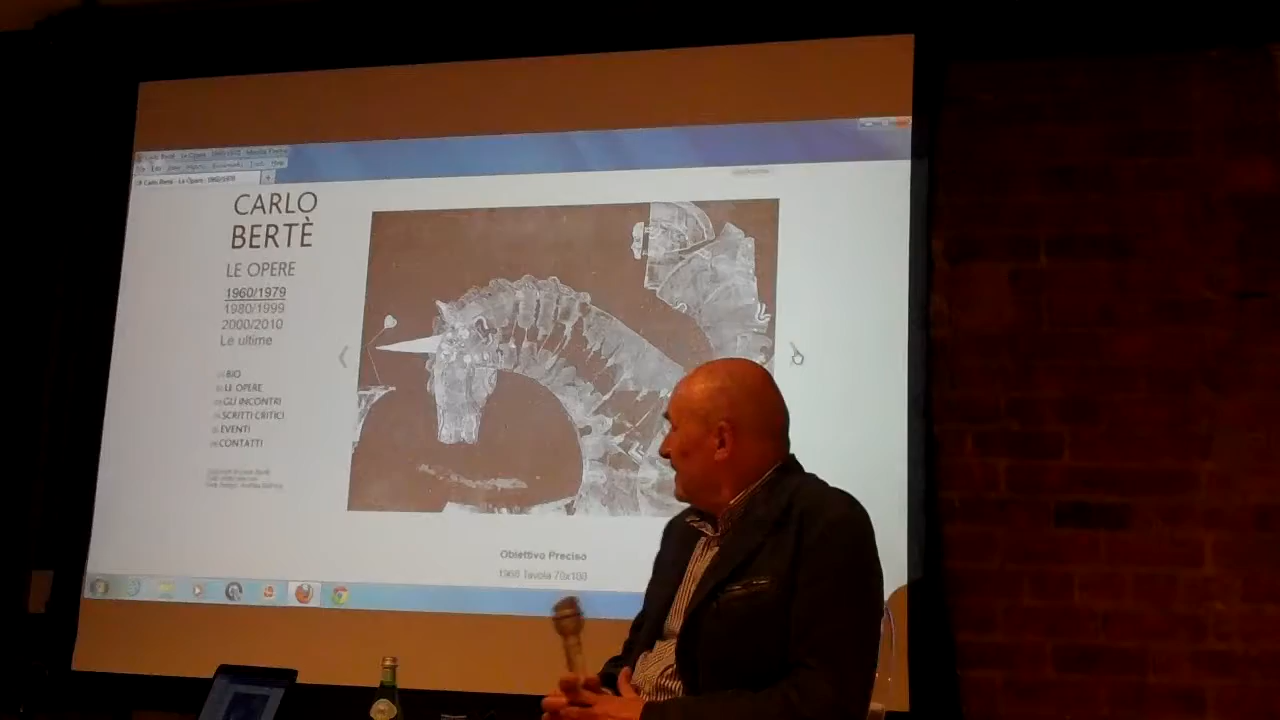 CARLO
BERTÈ
LE OPERE
1960/1979
1980/1999
2000/2010
Le ultime
BIO
LE OPERE
GLI INCONTRI
SCRITTI CRITICI
EVENTI
CONTATTI
Obiettivo Preciso
1968 Tavola 70x100